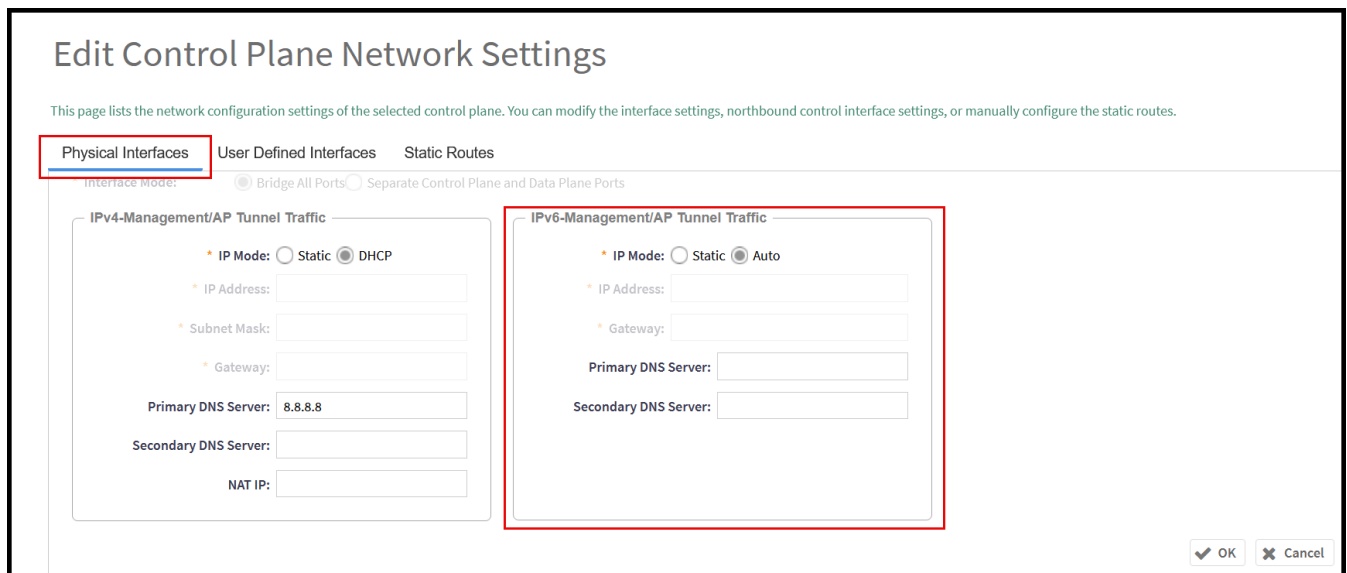 Edit Control Plane Network Settings
This page lists the network configuration settings of the selected control plane. You can modify the interface settings, northbound control interface settings, or manually configure the static routes.
Physical Interfaces User Defined Interfaces Static Routes
* Interface Mode: Bridge All Ports Separate Control Plane and Data Plane Ports
IPv4-Management/AP Tunnel Traffic
* IP Mode: Static DHCP
* IP Address:
* Subnet Mask:
* Gateway:
Primary DNS Server: 8.8.8.8
Secondary DNS Server:
NAT IP:
IPv6-Management/AP Tunnel Traffic
* IP Mode: Static Auto
* IP Address:
* Gateway:
Primary DNS Server:
Secondary DNS Server:
OK Cancel